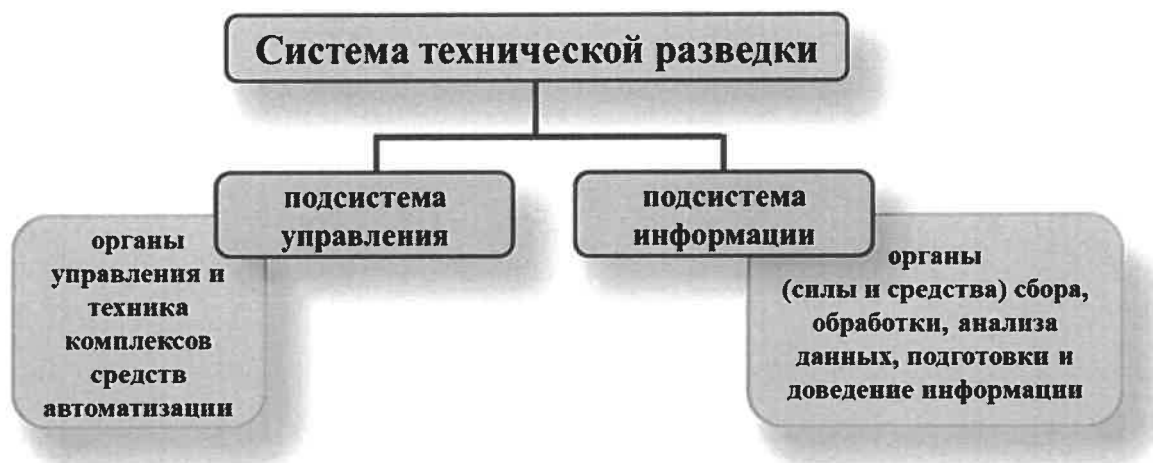 Система технической разведки
подсистема
управления
подсистема
информации
органы
управления и
техника
комплексов
средств
автоматизации
органы
(силы и средства) сбора,
обработки, анализа
данных, подготовки и
доведение информации